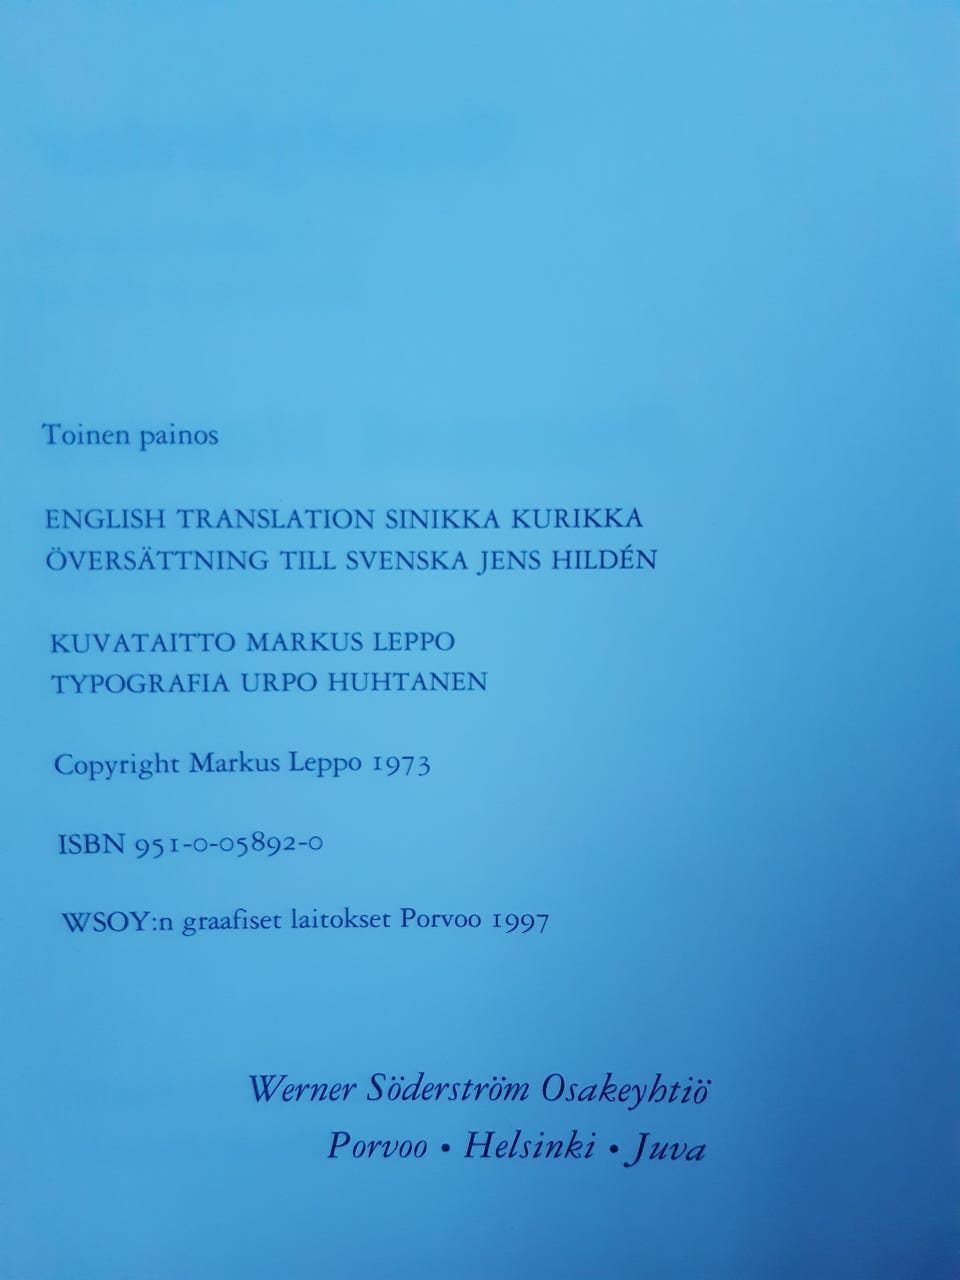 Toinen painos
ENGLISH TRANSLATION SINIKKA KURIKKA
ÖVERSÄTTNING TILL SVENSKA JENS HILDÉN
KUVATAITTO MARKUS LEPPO
TYPOGRAFIA URPO HUHTANEN
Copyright Markus Leppo 1973
ISBN 951-0-05892-0
WSOY:n graafiset laitokset Porvoo 1997
Werner Söderström Osakeyhtiö
Porvoo • Helsinki • Juva